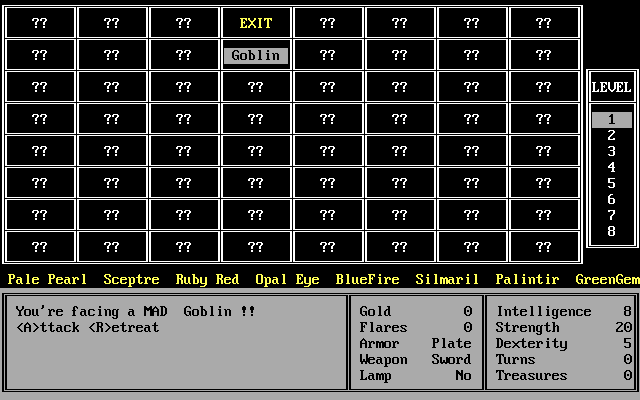 ?? ?? ?? EXIT ?? ?? ?? ??
?? ?? ?? Goblin ?? ?? ?? ??
?? ?? ?? ?? ?? ?? ?? ??
?? ?? ?? ?? ?? ?? ?? ??
?? ?? ?? ?? ?? ?? ?? ??
?? ?? ?? ?? ?? ?? ?? ??
?? ?? ?? ?? ?? ?? ?? ??
?? ?? ?? ?? ?? ?? ?? ??
LEVEL
1
2
3
4
5
6
7
8
Pale Pearl Sceptre Ruby Red Opal Eye BlueFire Silmaril Palintir GreenGem
You're facing a MAD Goblin !!
<A>ttack <R>etreat
Gold 0
Flares 0
Armor Plate
Weapon Sword
Lamp No
Intelligence 8
Strength 20
Dexterity 5
Turns 0
Treasures 0